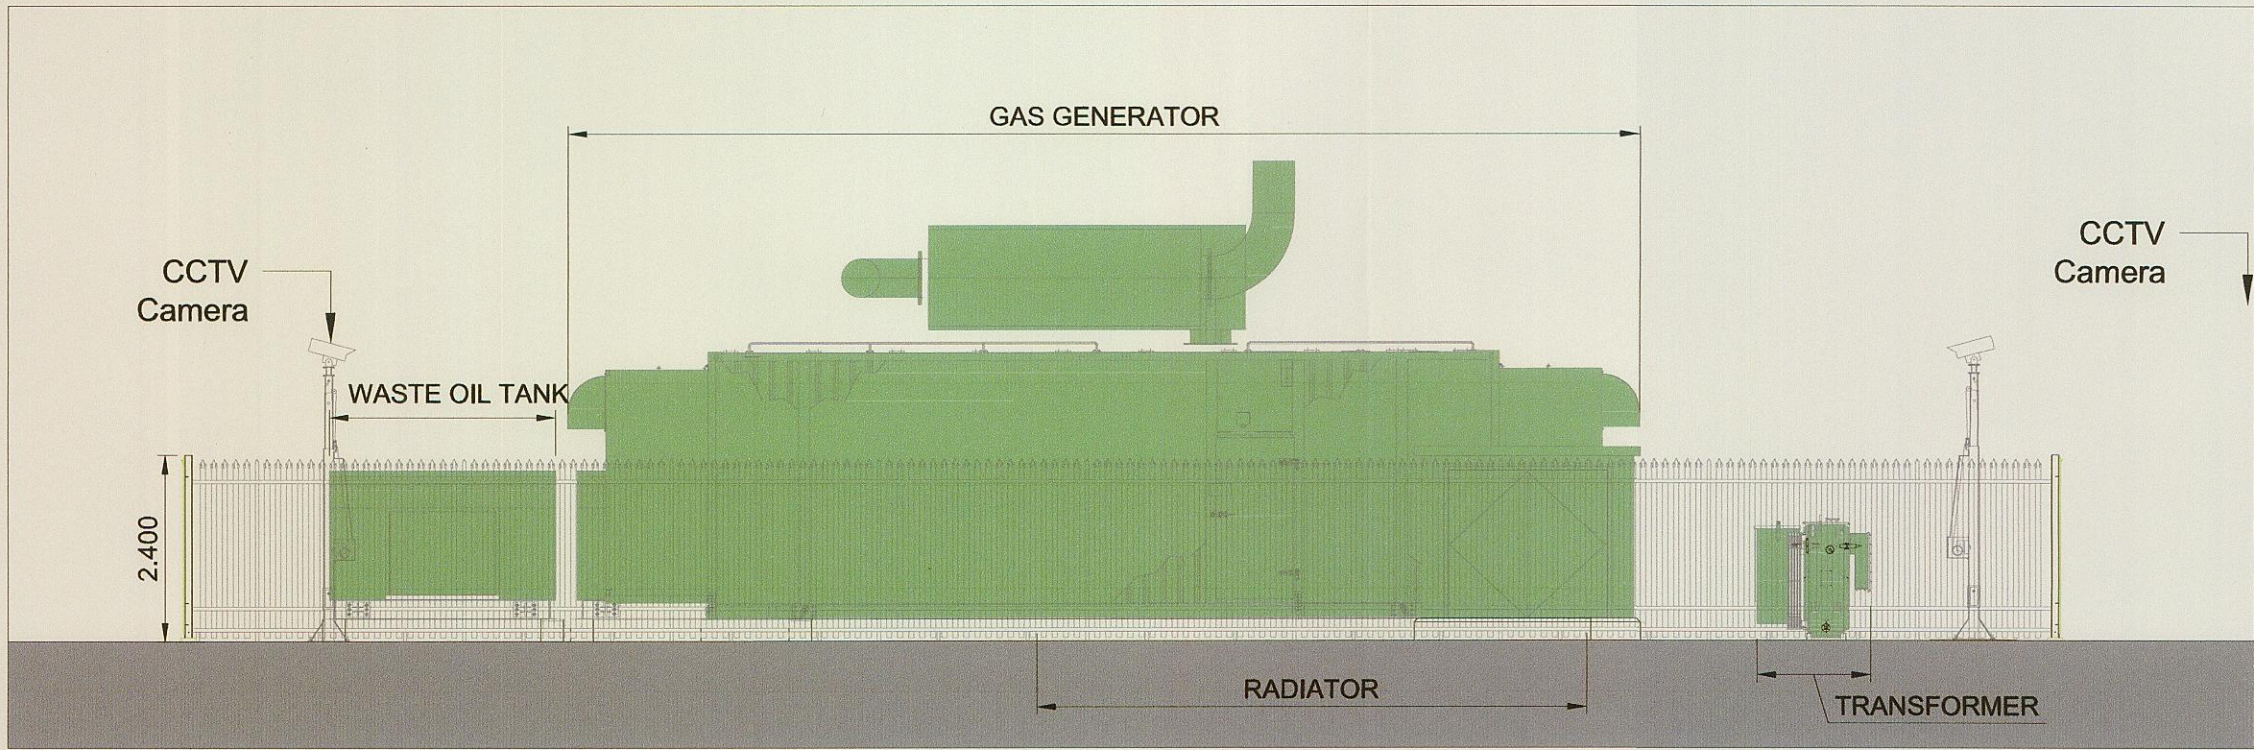 GAS GENERATOR
CCTV
Camera
CCTV
Camera
WASTE OIL TANK
2.400
RADIATOR
TRANSFORMER